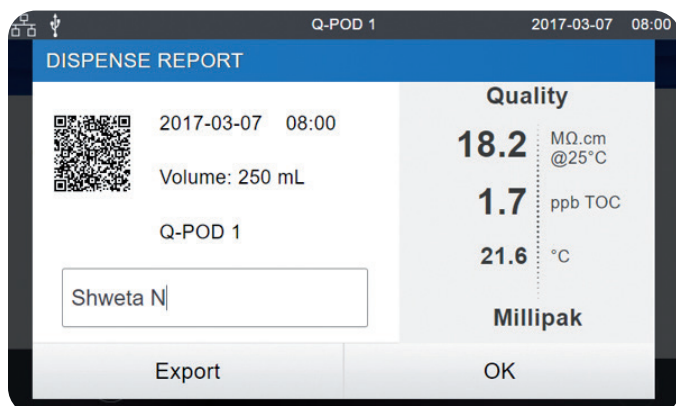 Q-POD 1 2017-03-07 08:00
DISPENSE REPORT
2017-03-07 08:00
Volume: 250 mL
Q-POD 1
Shweta N
Quality
18.2 MΩ.cm @25°C
1.7 ppb TOC
21.6 °C
Millipak
Export OK